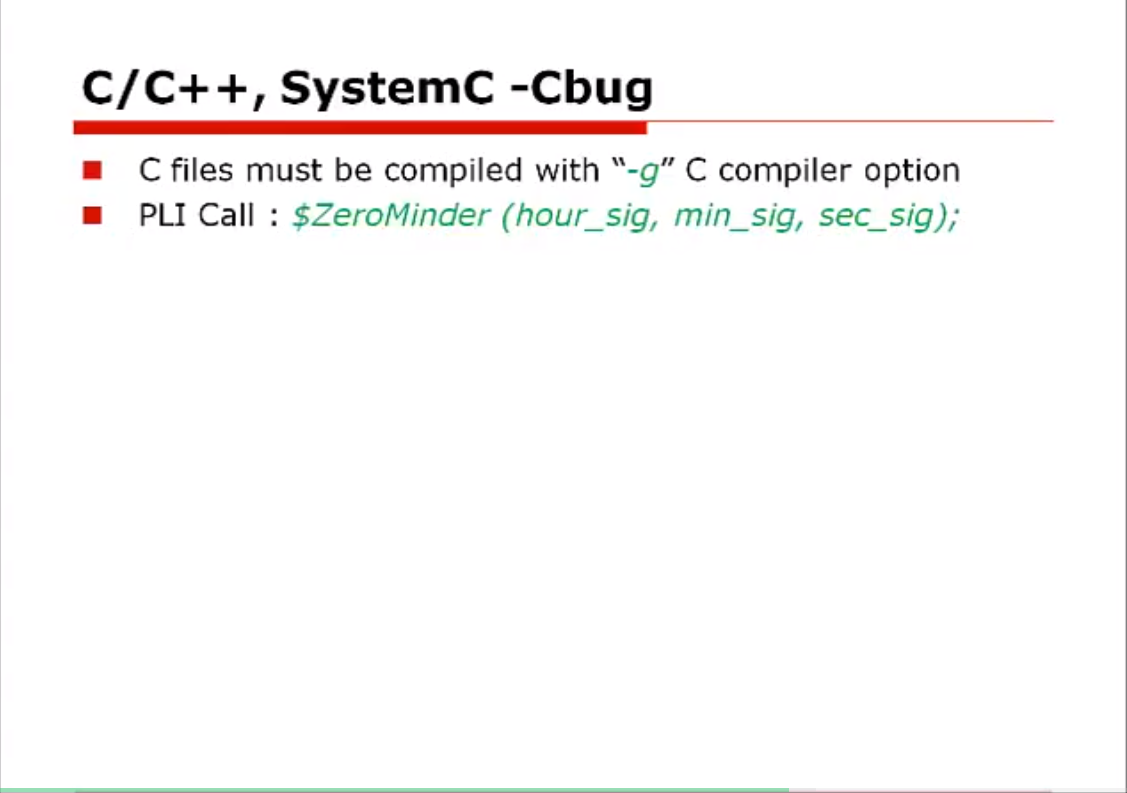 C/C++, SystemC -Cbug
C files must be compiled with “-g” C compiler option
PLI Call : $ZeroMinder (hour_sig, min_sig, sec_sig);